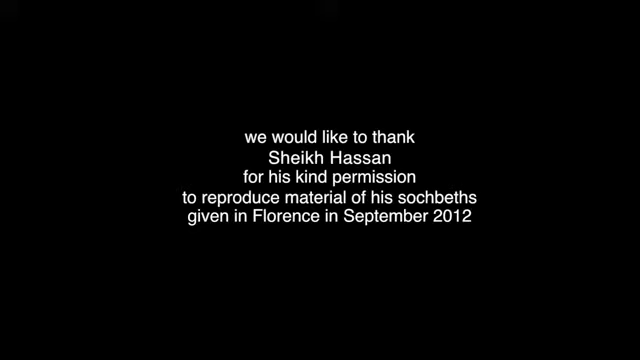 we would like to thank
Sheikh Hassan
for his kind permission
to reproduce material of his sochbeths
given in Florence in September 2012